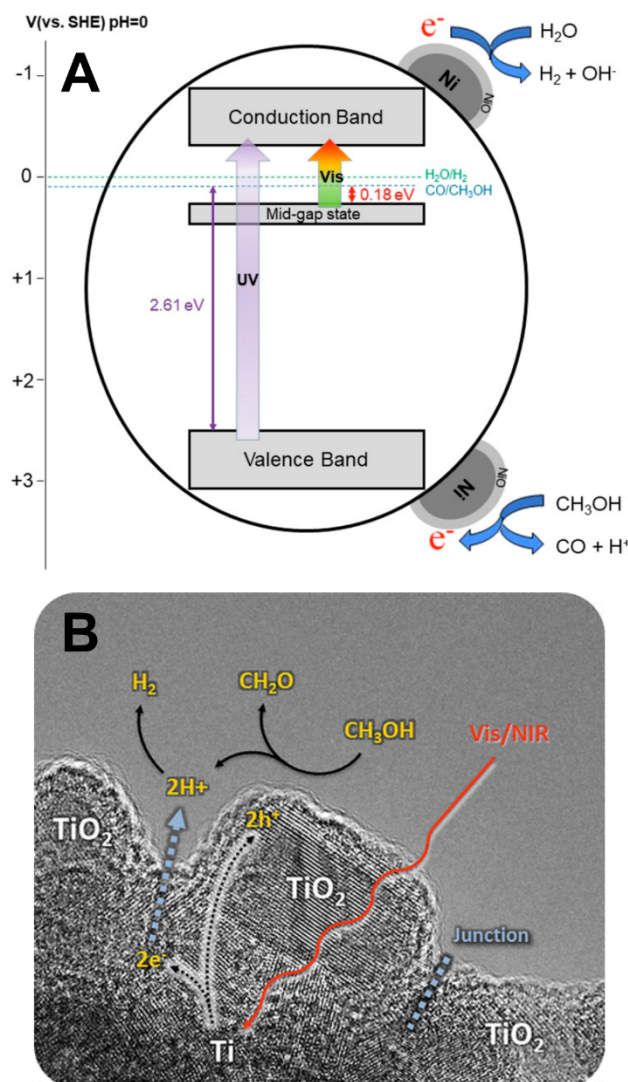 V(vs. SHE) pH=0
A
-1
0
+1
+2
+3
Conduction Band
Vis
H₂O/H₂
CO/CH₃OH
0.18 eV
Mid-gap state
UV
2.61 eV
Valence Band
e⁻
H₂O
H₂ + OH⁻
Ni
NiO
Ni
NiO
CH₃OH
e⁻
CO + H⁺
B
H₂
CH₂O
CH₃OH
Vis/NIR
2H+
2h⁺
TiO₂
TiO₂
Junction
2e⁻
Ti
TiO₂